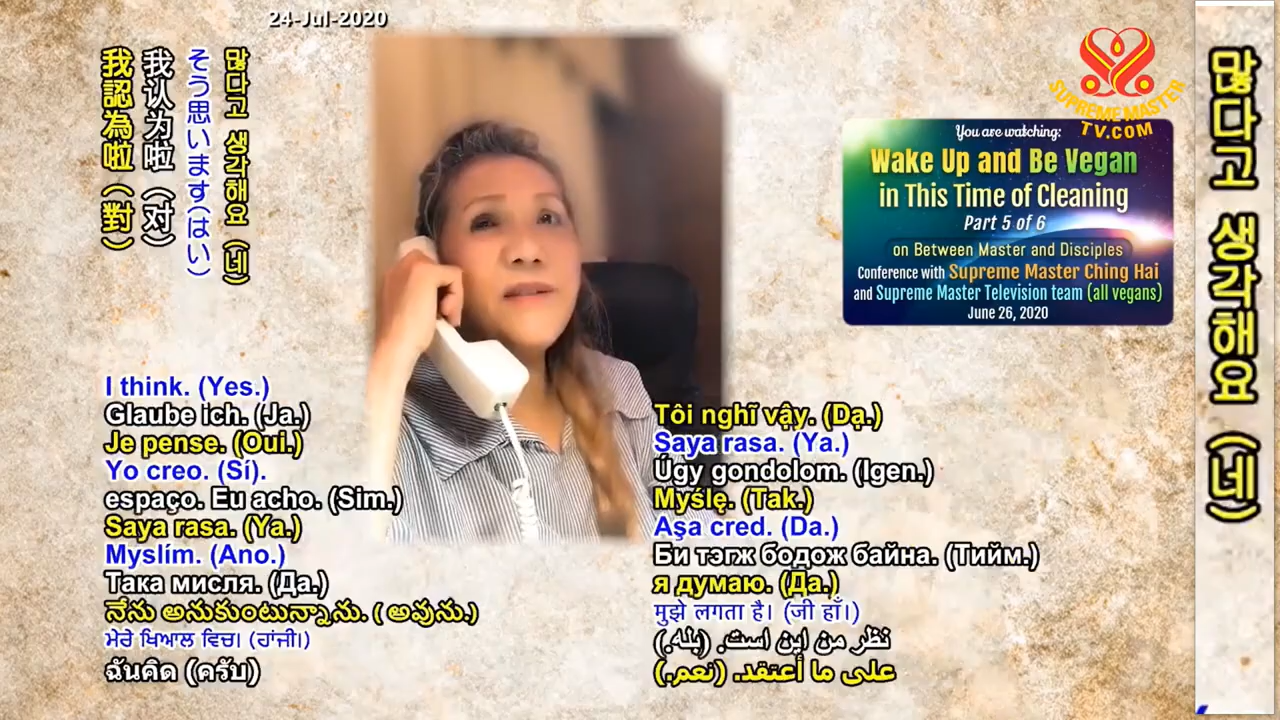 24-Jul-2020
我認為啦（對）
我认为啦（对）
そう思います(はい)
많다고 생각해요 (네)
SUPREME MASTER
TV.COM
You are watching:
Wake Up and Be Vegan
in This Time of Cleaning
Part 5 of 6
on Between Master and Disciples
Conference with Supreme Master Ching Hai
and Supreme Master Television team (all vegans)
June 26, 2020
많다고 생각해요 (네)
I think. (Yes.)
Glaube ich. (Ja.)
Je pense. (Oui.)
Yo creo. (Sí).
espaço. Eu acho. (Sim.)
Saya rasa. (Ya.)
Myslím. (Ano.)
Така мисля. (Да.)
నేను అనుకుంటున్నాను. ( అవును.)
ਮੇਰੇ ਖਿਆਲ ਵਿਚ। (ਹਾਂਜੀ।)
ฉันคิด (ครับ)
Tôi nghĩ vậy. (Dạ.)
Saya rasa. (Ya.)
Úgy gondolom. (Igen.)
Myślę. (Tak.)
Aşa cred. (Da.)
Би тэгж бодож байна. (Тийм.)
я думаю. (Да.)
मुझे लगता है। (जी हाँ।)
نظر من این است. (بله.)
على ما أعتقد. (نعم.)